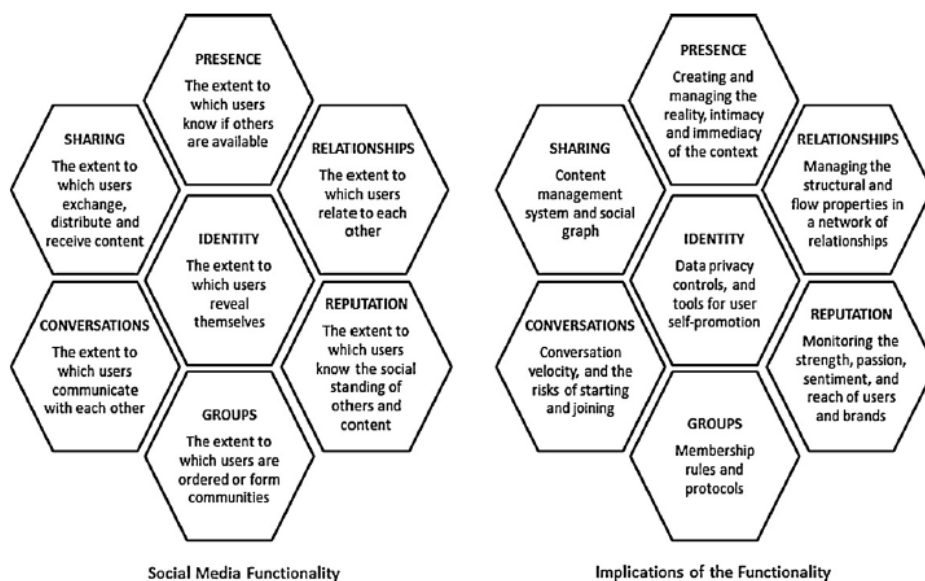 PRESENCE
The extent to
which users
know if others
are available
SHARING
The extent to
which users
exchange,
distribute and
receive content
RELATIONSHIPS
The extent to
which users
relate to each
other
IDENTITY
The extent to
which users
reveal
themselves
CONVERSATIONS
The extent to
which users
communicate
with each other
REPUTATION
The extent to
which users
know the social
standing of
others and
content
GROUPS
The extent to
which users are
ordered or form
communities
Social Media Functionality
PRESENCE
Creating and
managing the
reality, intimacy
and immediacy
of the context
SHARING
Content
management
system and social
graph
RELATIONSHIPS
Managing the
structural and
flow properties in
a network of
relationships
IDENTITY
Data privacy
controls, and
tools for user
self-promotion
CONVERSATIONS
Conversation
velocity, and the
risks of starting
and joining
REPUTATION
Monitoring the
strength, passion,
sentiment, and
reach of users
and brands
GROUPS
Membership
rules and
protocols
Implications of the Functionality